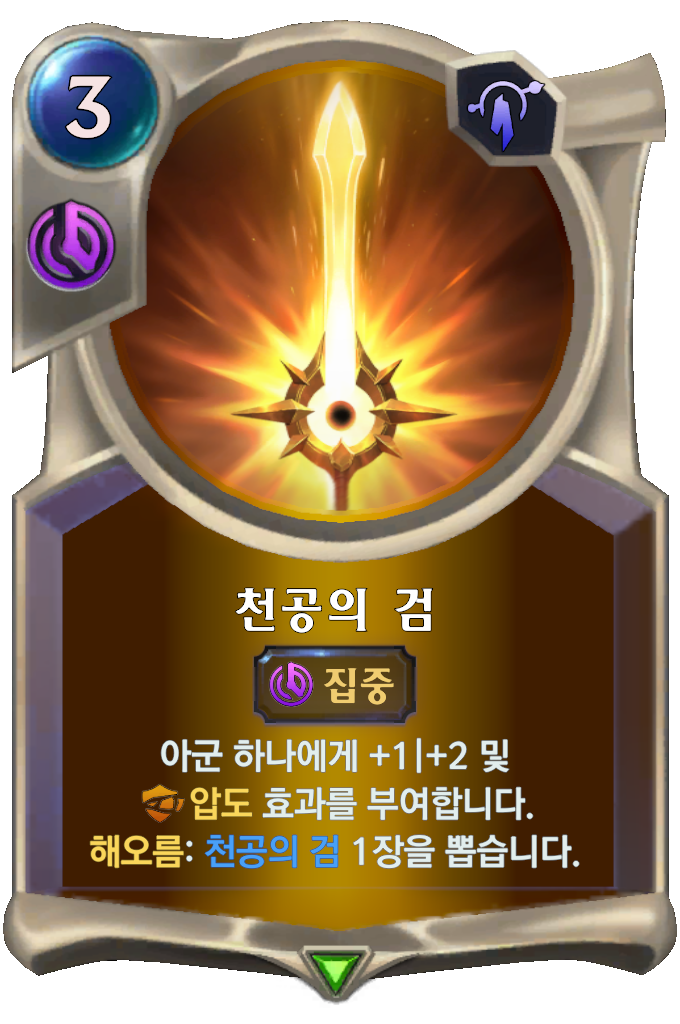 3
천공의 검
집중
아군 하나에게 +1|+2 및
압도 효과를 부여합니다.
해오름: 천공의 검 1장을 뽑습니다.